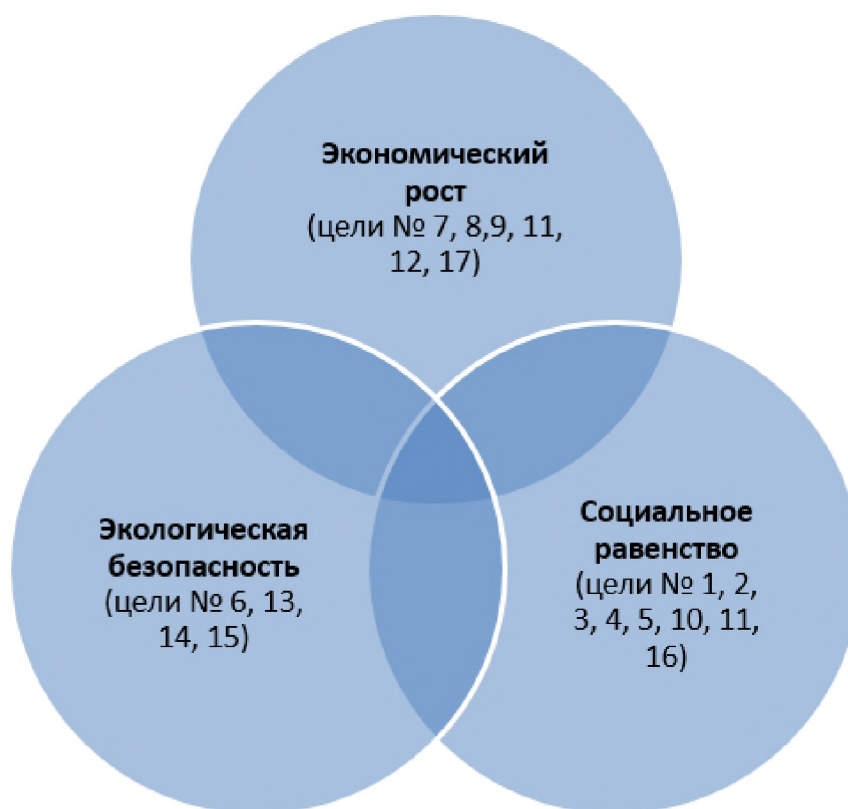 Экономический
рост
(цели № 7, 8,9, 11,
12, 17)
Экологическая
безопасность
(цели № 6, 13,
14, 15)
Социальное
равенство
(цели № 1, 2,
3, 4, 5, 10, 11,
16)